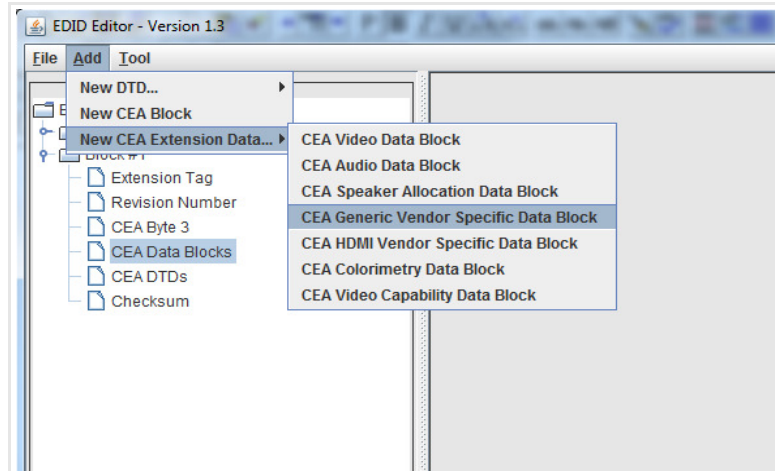 EDID Editor - Version 1.3
File Add Tool
New DTD...
New CEA Block
New CEA Extension Data...
CEA Video Data Block
CEA Audio Data Block
CEA Speaker Allocation Data Block
CEA Generic Vendor Specific Data Block
CEA HDMI Vendor Specific Data Block
CEA Colorimetry Data Block
CEA Video Capability Data Block
Block #1
Extension Tag
Revision Number
CEA Byte 3
CEA Data Blocks
CEA DTDs
Checksum